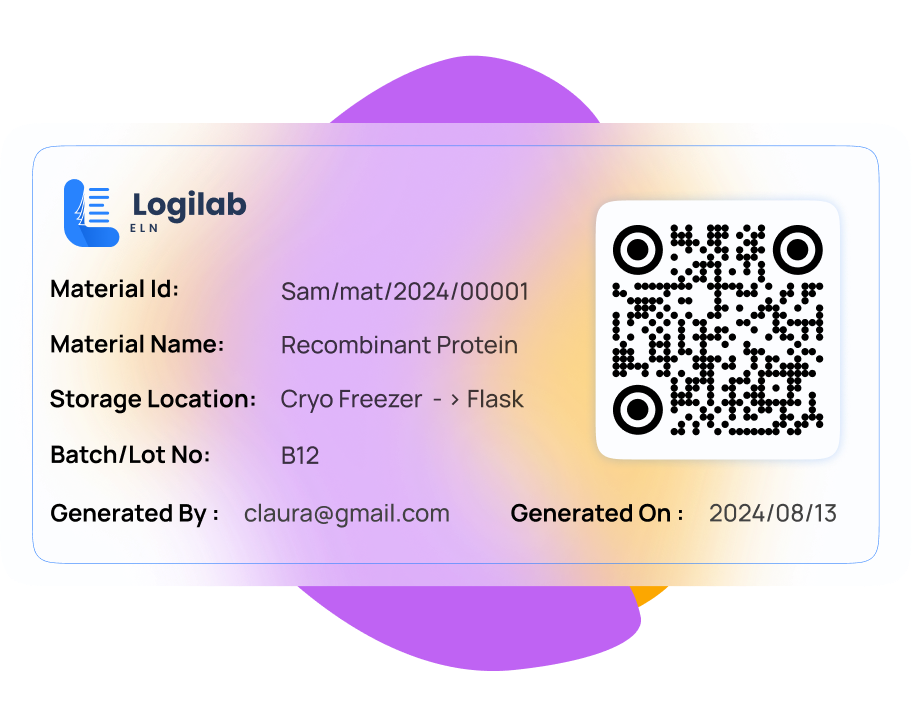 Logilab
ELN
Material Id: Sam/mat/2024/00001
Material Name: Recombinant Protein
Storage Location: Cryo Freezer - > Flask
Batch/Lot No: B12
Generated By : claura@gmail.com Generated On : 2024/08/13